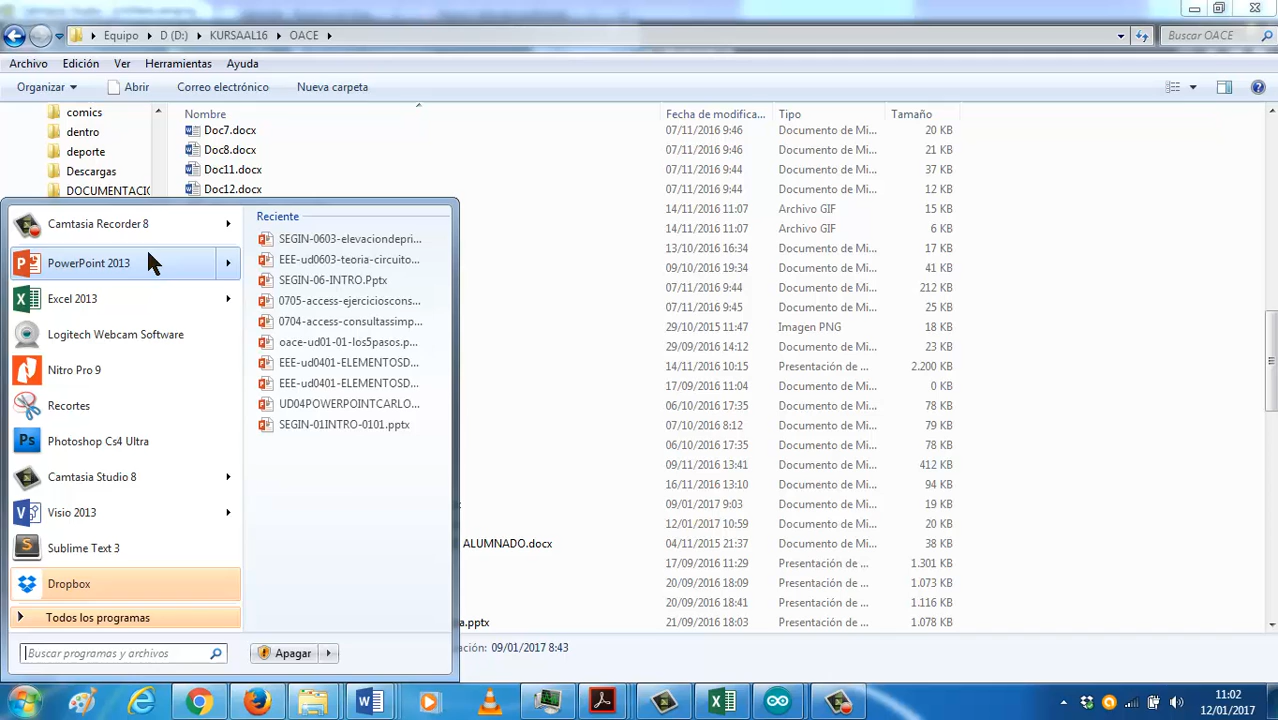 Equipo ▸ D (D:) ▸ KURSAAL16 ▸ OACE ▸
Buscar OACE
Archivo Edición Ver Herramientas Ayuda
Organizar Abrir Correo electrónico Nueva carpeta
comics
dentro
deporte
Descargas
DOCUMENTACIC
Nombre Fecha de modifica... Tipo Tamaño
Doc7.docx 07/11/2016 9:46 Documento de Mi... 20 KB
Doc8.docx 07/11/2016 9:46 Documento de Mi... 21 KB
Doc11.docx 07/11/2016 9:44 Documento de Mi... 37 KB
Doc12.docx 07/11/2016 9:44 Documento de Mi... 12 KB
14/11/2016 11:07 Archivo GIF 15 KB
14/11/2016 11:07 Archivo GIF 6 KB
13/10/2016 16:34 Documento de Mi... 17 KB
28/09/2016 19:34 Documento de Mi... 41 KB
07/11/2016 9:44 Documento de Mi... 212 KB
07/11/2016 9:45 Documento de Mi... 25 KB
29/10/2015 11:47 Imagen PNG 18 KB
29/09/2016 14:12 Documento de Mi... 23 KB
14/11/2016 10:15 Presentación de ... 2.200 KB
17/09/2016 11:04 Documento de Mi... 0 KB
06/10/2016 17:35 Documento de Mi... 78 KB
07/10/2016 8:12 Documento de Mi... 79 KB
06/10/2016 17:35 Documento de Mi... 78 KB
09/11/2016 13:41 Documento de Mi... 412 KB
16/11/2016 13:10 Documento de Mi... 94 KB
09/01/2017 9:03 Documento de Mi... 19 KB
12/01/2017 10:59 Documento de Mi... 20 KB
ALUMNADO.docx 04/11/2015 21:37 Documento de Mi... 38 KB
17/09/2016 11:29 Presentación de ... 1.301 KB
20/09/2016 18:09 Presentación de ... 1.073 KB
20/09/2016 18:41 Presentación de ... 1.116 KB
a.pptx 21/09/2016 18:03 Presentación de ... 1.078 KB
ación: 09/01/2017 8:43
Camtasia Recorder 8
PowerPoint 2013
Excel 2013
Logitech Webcam Software
Nitro Pro 9
Recortes
Photoshop Cs4 Ultra
Camtasia Studio 8
Visio 2013
Sublime Text 3
Dropbox
Todos los programas
Buscar programas y archivos
Apagar
Reciente
SEGIN-0603-elevaciondepri...
EEE-ud0603-teoria-circuito...
SEGIN-06-INTRO.Pptx
0705-access-ejercicioscons...
0704-access-consultassimp...
oace-ud01-01-los5pasos.p...
EEE-ud0401-ELEMENTOSD...
EEE-ud0401-ELEMENTOSD...
UD04POWERPOINTCARLO...
SEGIN-01INTRO-0101.pptx
11:02
12/01/2017